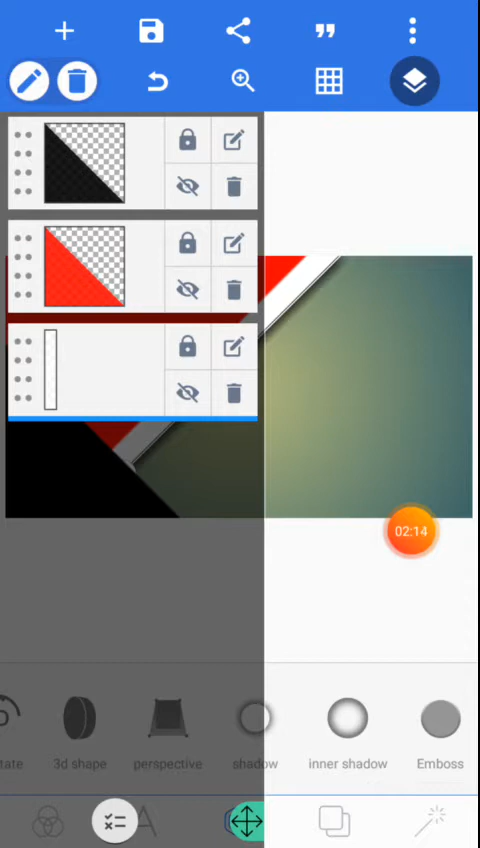 02:14
tate
3d shape
perspective
shadow
inner shadow
Emboss